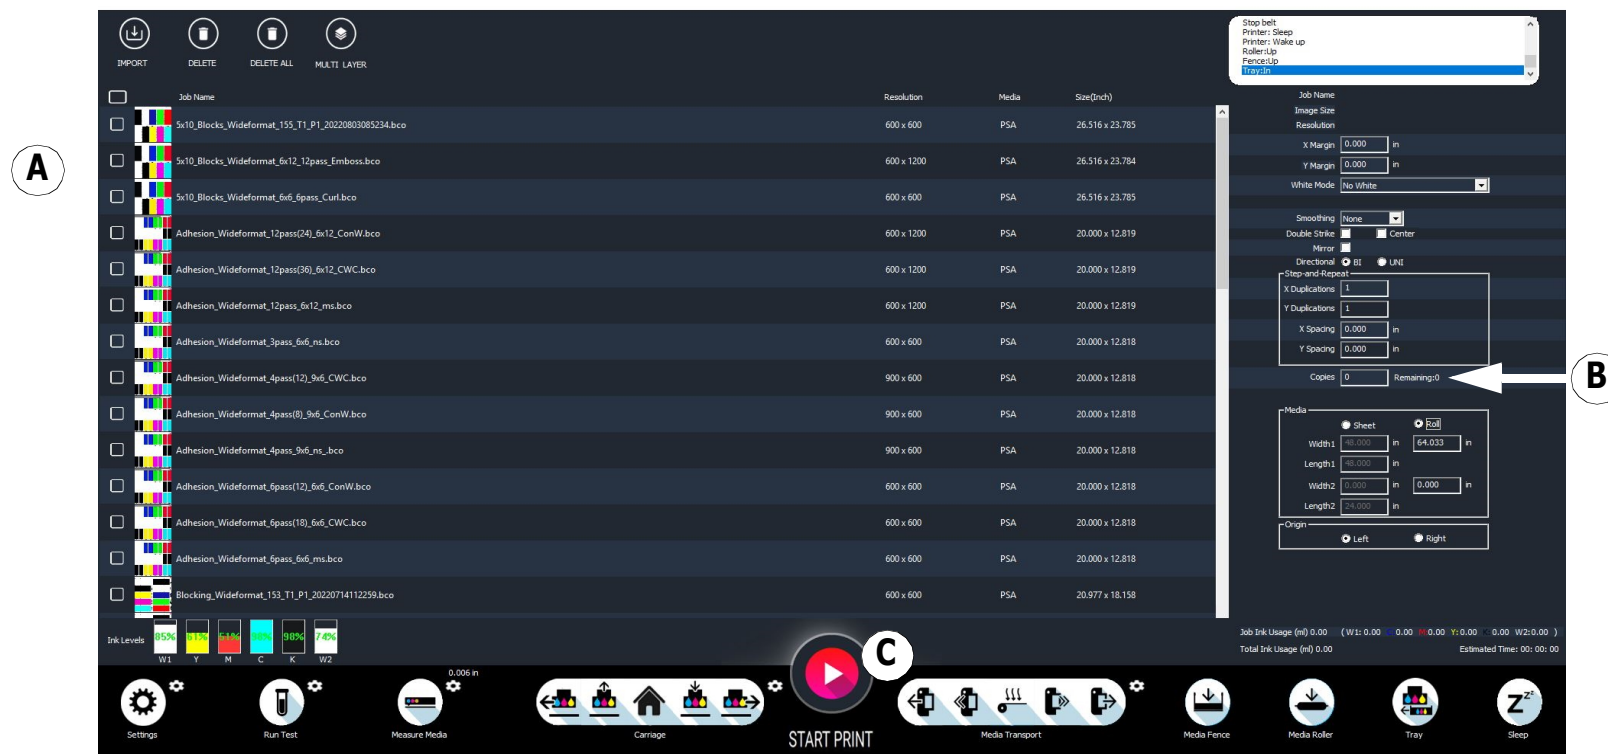 IMPORT DELETE DELETE ALL MULTI LAYER
Stop belt
Printer: Sleep
Printer: Wake up
Roller:Up
Fence:Up
Tray:In
Job Name Resolution Media Size(Inch)
5x10_Blocks_Wideformat_155_T1_P1_20220803085234.bco 600 x 600 PSA 26.516 x 23.785
5x10_Blocks_Wideformat_6x12_12pass_Emboss.bco 600 x 1200 PSA 26.516 x 23.784
5x10_Blocks_Wideformat_6x6_6pass_Curl.bco 600 x 600 PSA 26.516 x 23.785
Adhesion_Wideformat_12pass(24)_6x12_ConW.bco 600 x 1200 PSA 20.000 x 12.819
Adhesion_Wideformat_12pass(36)_6x12_CWC.bco 600 x 1200 PSA 20.000 x 12.819
Adhesion_Wideformat_12pass_6x12_ms.bco 600 x 1200 PSA 20.000 x 12.819
Adhesion_Wideformat_3pass_6x6_ns.bco 600 x 600 PSA 20.000 x 12.818
Adhesion_Wideformat_4pass(12)_9x6_CWC.bco 900 x 600 PSA 20.000 x 12.818
Adhesion_Wideformat_4pass(8)_9x6_ConW.bco 900 x 600 PSA 20.000 x 12.818
Adhesion_Wideformat_4pass_9x6_ns_.bco 900 x 600 PSA 20.000 x 12.818
Adhesion_Wideformat_6pass(12)_6x6_ConW.bco 600 x 600 PSA 20.000 x 12.818
Adhesion_Wideformat_6pass(18)_6x6_CWC.bco 600 x 600 PSA 20.000 x 12.818
Adhesion_Wideformat_6pass_6x6_ms.bco 600 x 600 PSA 20.000 x 12.818
Blocking_Wideformat_153_T1_P1_20220714112259.bco 600 x 600 PSA 20.977 x 18.158
A
Job Name
Image Size
Resolution
X Margin 0.000 in
Y Margin 0.000 in
White Mode No White
Smoothing None
Double Strike Center
Mirror
Directional BI UNI
Step-and-Repeat
X Duplications 1
Y Duplications 1
X Spacing 0.000 in
Y Spacing 0.000 in
Copies 0 Remaining:0
B
Media
Sheet Roll
Width1 48.000 in 64.033 in
Length1 48.000 in
Width2 0.000 in 0.000 in
Length2 24.000 in
Origin
Left Right
Ink Levels 85% 61% 51% 98% 98% 74%
W1 Y M C K W2
Job Ink Usage (ml) 0.00 (W1: 0.00 0.00 M:0.00 Y:0.00 0.00 W2:0.00 )
Total Ink Usage (ml) 0.00 Estimated Time: 00: 00: 00
C
0.006 in
Settings Run Test Measure Media Carriage START PRINT Media Transport Media Fence Media Roller Tray Sleep
Zzz